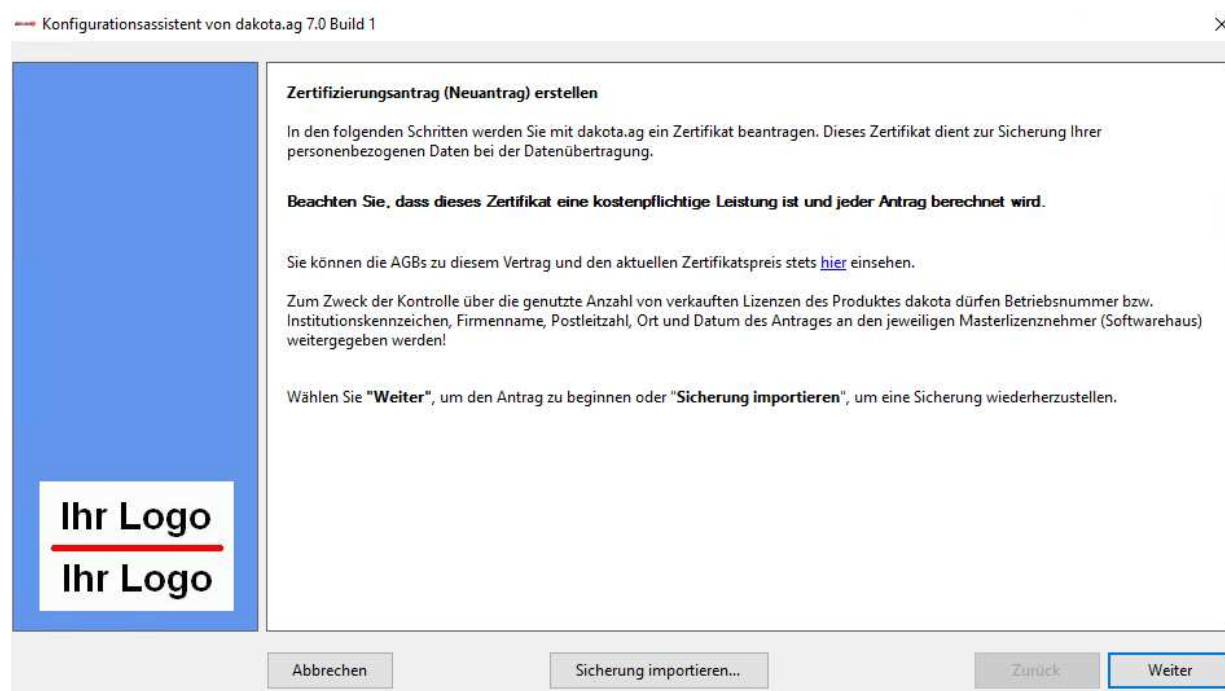 Konfigurationsassistent von dakota.ag 7.0 Build 1
Zertifizierungsantrag (Neuantrag) erstellen
In den folgenden Schritten werden Sie mit dakota.ag ein Zertifikat beantragen. Dieses Zertifikat dient zur Sicherung Ihrer
personenbezogenen Daten bei der Datenübertragung.
Beachten Sie, dass dieses Zertifikat eine kostenpflichtige Leistung ist und jeder Antrag berechnet wird.
Sie können die AGBs zu diesem Vertrag und den aktuellen Zertifikatspreis stets hier einsehen.
Zum Zweck der Kontrolle über die genutzte Anzahl von verkauften Lizenzen des Produktes dakota dürfen Betriebsnummer bzw.
Institutionskennzeichen, Firmenname, Postleitzahl, Ort und Datum des Antrages an den jeweiligen Masterlizenznehmer (Softwarehaus)
weitergegeben werden!
Wählen Sie "Weiter", um den Antrag zu beginnen oder "Sicherung importieren", um eine Sicherung wiederherzustellen.
Ihr Logo
Ihr Logo
Abbrechen
Sicherung importieren...
Zurück
Weiter